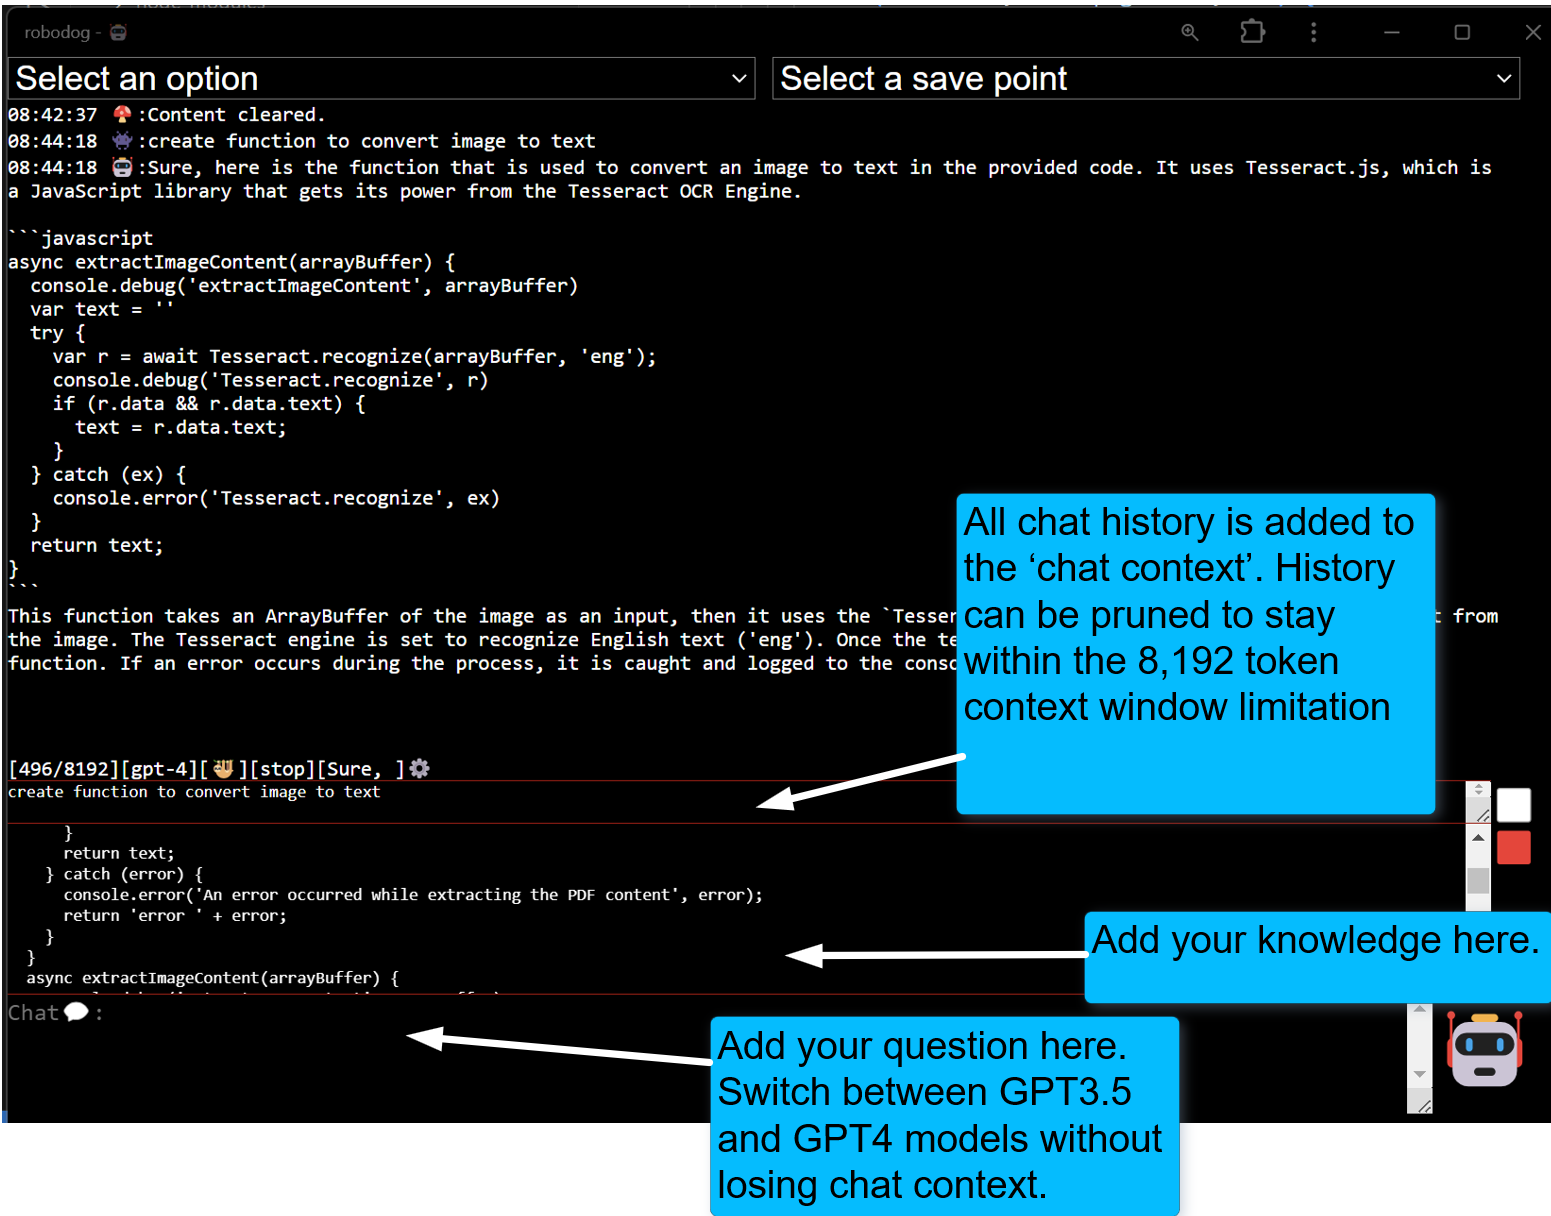 robodog -
Select an option
Select a save point
08:42:37 🍄:Content cleared.
08:44:18 👾:create function to convert image to text
08:44:18 🤖:Sure, here is the function that is used to convert an image to text in the provided code. It uses Tesseract.js, which is
a JavaScript library that gets its power from the Tesseract OCR Engine.
```javascript
async extractImageContent(arrayBuffer) {
  console.debug('extractImageContent', arrayBuffer)
  var text = ''
  try {
    var r = await Tesseract.recognize(arrayBuffer, 'eng');
    console.debug('Tesseract.recognize', r)
    if (r.data && r.data.text) {
      text = r.data.text;
    }
  } catch (ex) {
    console.error('Tesseract.recognize', ex)
  }
  return text;
}
```
This function takes an ArrayBuffer of the image as an input, then it uses the `Tesser t from
the image. The Tesseract engine is set to recognize English text ('eng'). Once the te
function. If an error occurs during the process, it is caught and logged to the conso
All chat history is added to
the ‘chat context’. History
can be pruned to stay
within the 8,192 token
context window limitation
[496/8192][gpt-4][🦥][stop][Sure, ]⚙️
create function to convert image to text
      }
      return text;
    } catch (error) {
      console.error('An error occurred while extracting the PDF content', error);
      return 'error ' + error;
    }
  }
  async extractImageContent(arrayBuffer) {
Add your knowledge here.
Chat💬:
Add your question here.
Switch between GPT3.5
and GPT4 models without
losing chat context.